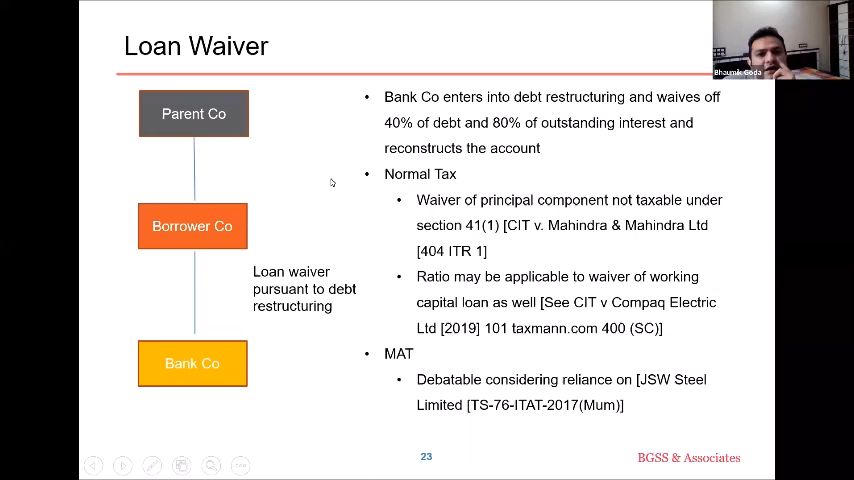 Loan Waiver
Bhaumik Goda
Parent Co
Borrower Co
Loan waiver
pursuant to debt
restructuring
Bank Co
• Bank Co enters into debt restructuring and waives off
40% of debt and 80% of outstanding interest and
reconstructs the account
• Normal Tax
• Waiver of principal component not taxable under
section 41(1) [CIT v. Mahindra & Mahindra Ltd
[404 ITR 1]
• Ratio may be applicable to waiver of working
capital loan as well [See CIT v Compaq Electric
Ltd [2019] 101 taxmann.com 400 (SC)]
• MAT
• Debatable considering reliance on [JSW Steel
Limited [TS-76-ITAT-2017(Mum)]
23
BGSS & Associates